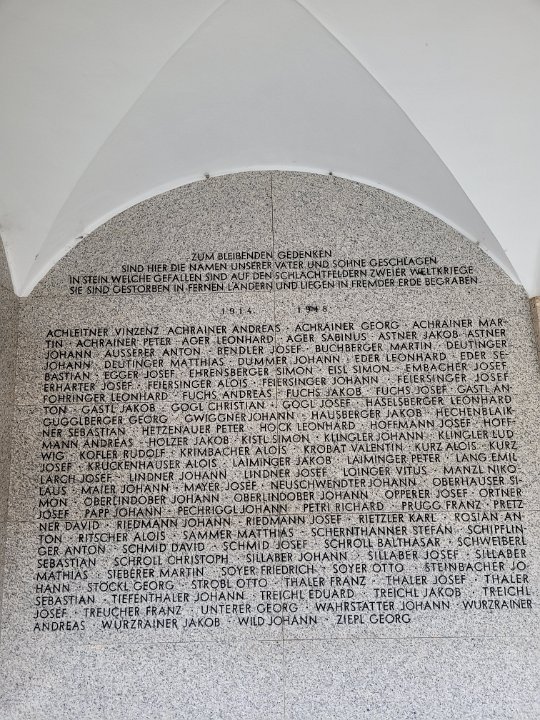 ZUM BLEIBENDEN GEDENKEN
SIND HIER DIE NAMEN UNSERER VÄTER UND SÖHNE GESCHLAGEN
IN STEIN, WELCHE GEFALLEN SIND AUF DEN SCHLACHTFELDERN ZWEIER WELTKRIEGE
SIE SIND GESTORBEN IN FERNEN LÄNDERN UND LIEGEN IN FREMDER ERDE BEGRABEN
1914 1918
ACHLEITNER VINZENZ · ACHRAINER ANDREAS · ACHRAINER GEORG · ACHRAINER MAR-
TIN · ACHRAINER PETER · AGER LEONHARD · AGER SABINUS · ASTNER JAKOB · ASTNER
JOHANN · AUSSERER ANTON · BENDLER JOSEF · BUCHBERGER MARTIN · DEUTINGER
JOHANN · DEUTINGER MATTHIAS · DUMMER JOHANN · EDER LEONHARD · EDER SE-
BASTIAN · EGGER JOSEF · EHRENSBERGER SIMON · EISL SIMON · EMBACHER JOSEF
ERHARTER JOSEF · FEIERSINGER ALOIS · FEIERSINGER JOHANN · FEIERSINGER JOSEF
FOHRINGER LEONHARD · FUCHS ANDREAS · FUCHS JAKOB · FUCHS JOSEF · GASTL AN-
TON · GASTL JAKOB · GÖGL CHRISTIAN · GÖGL JOSEF · HASELSBERGER LEONHARD
GUGGLBERGER GEORG · GWIGGNER JOHANN · HAUSBERGER JAKOB · HECHENBLAIK-
NER SEBASTIAN · HETZENAUER PETER · HÖCK LEONHARD · HOFFMANN JOSEF · HOFF-
MANN ANDREAS · HOLZER JAKOB · KISTL SIMON · KLINGLER JOHANN · KLINGLER LUD
WIG · KOFLER RUDOLF · KRIMBACHER ALOIS · KROBAT VALENTIN · KURZ ALOIS · KURZ
JOSEF · KRUCKENHAUSER ALOIS · LAIMINGER JAKOB · LAIMINGER PETER · LANG EMIL
LARCH JOSEF · LINDNER JOHANN · LINDNER JOSEF · LOINGER VITUS · MANZL NIKO
LAUS · MAIER JOHANN · MAYER JOSEF · NEUSCHWENDTER JOHANN · OBERHAUSER SI-
MON · OBERLINDOBER JOHANN · OBERLINDOBER JOHANN · OPPERER JOSEF · ORTNER
JOSEF · PAPP JOHANN · PECHRIGGL JOHANN · PETRI RICHARD · PRUGG FRANZ · PRETZ
NER DAVID · RIEDMANN JOHANN · RIEDMANN JOSEF · RIETZLER KARL · ROSIAN AN-
TON · RITSCHER ALOIS · SAMMER MATTHIAS · SCHERNTHANNER STEFAN · SCHIPFLIN
GER ANTON · SCHMID DAVID · SCHMID JOSEF · SCHROLL BALTHASAR · SCHWEIBERL
SEBASTIAN · SCHROLL CHRISTOPH · SILLABER JOHANN · SILLABER JOSEF · SILLABER
MATHIAS · SIEBERER MARTIN · SOYER FRIEDRICH · SOYER OTTO · STEINBACHER JO
HANN · STÖCKL GEORG · STROBL OTTO · THALER FRANZ · THALER JOSEF · THALER
SEBASTIAN · TIEFENTHALER JOHANN · TREICHL EDUARD · TREICHL JAKOB · TREICHL
JOSEF · TREUCHER FRANZ · UNTERER GEORG · WAHRSTÄTTER JOHANN · WURZRAINER
ANDREAS · WURZRAINER JAKOB · WILD JOHANN · ZIEPL GEORG